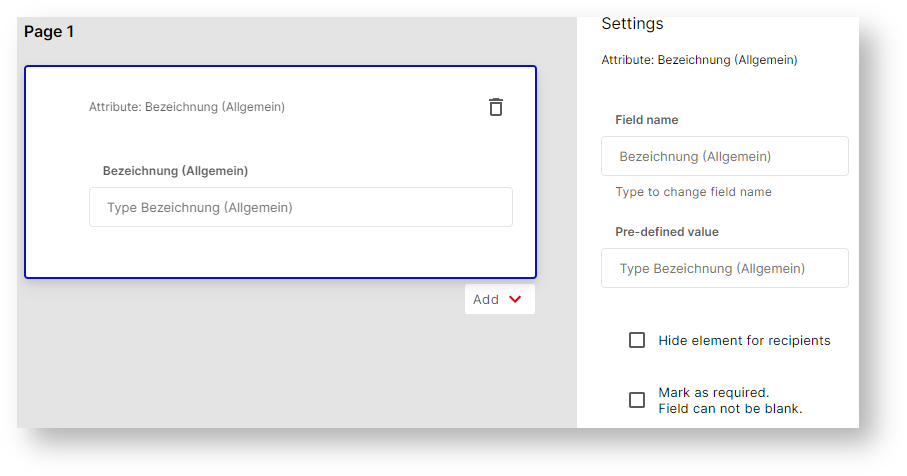 Page 1
Attribute: Bezeichnung (Allgemein)
Bezeichnung (Allgemein)
Type Bezeichnung (Allgemein)
Add
Settings
Attribute: Bezeichnung (Allgemein)
Field name
Bezeichnung (Allgemein)
Type to change field name
Pre-defined value
Type Bezeichnung (Allgemein)
Hide element for recipients
Mark as required.
Field can not be blank.